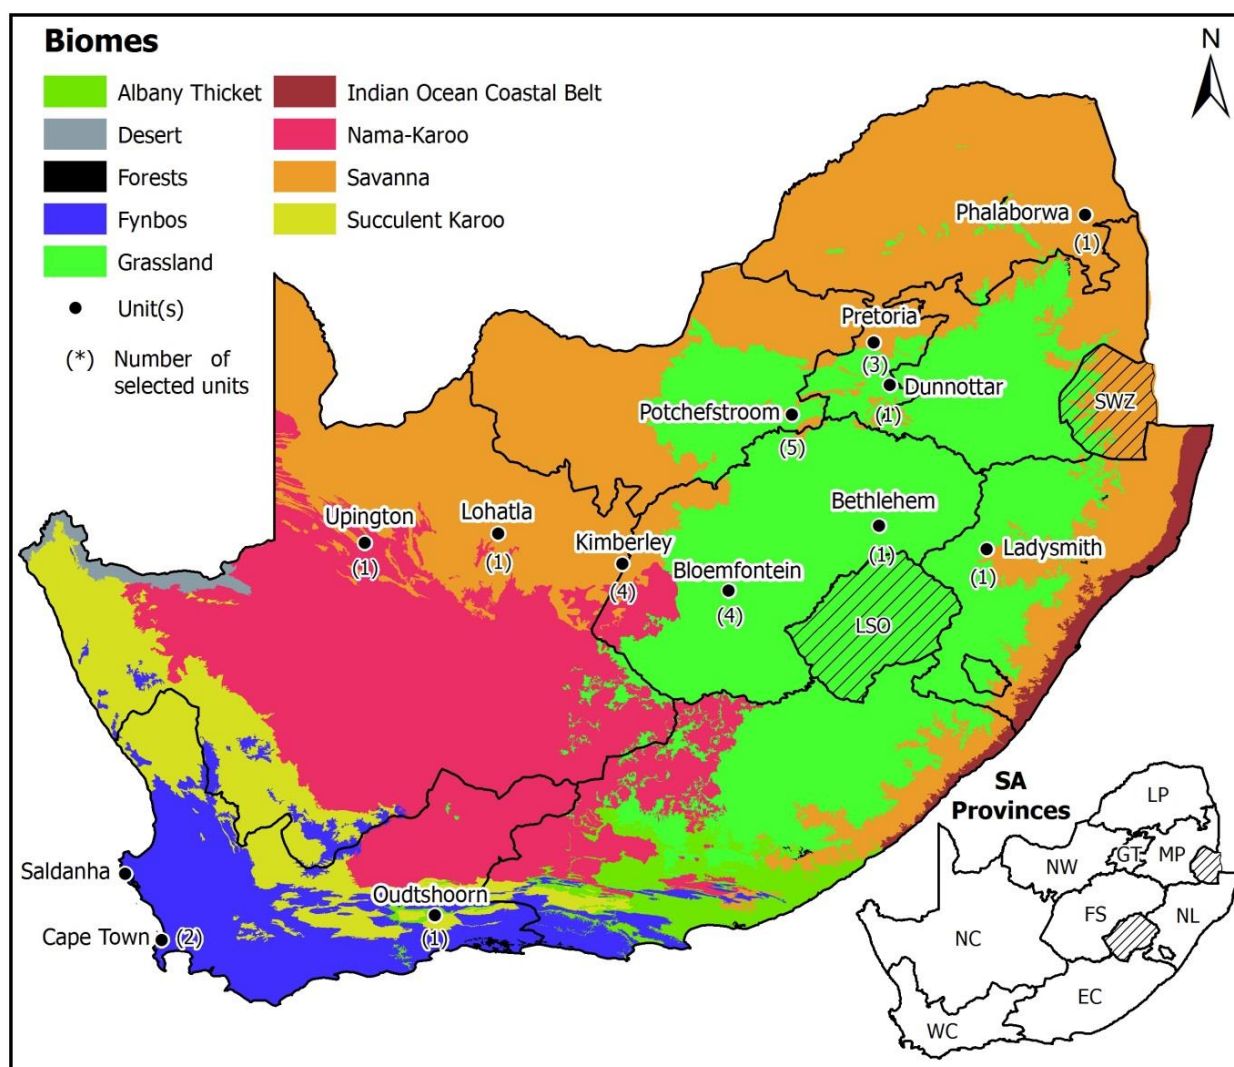 Biomes
Albany Thicket
Desert
Forests
Fynbos
Grassland
Indian Ocean Coastal Belt
Nama-Karoo
Savanna
Succulent Karoo
Unit(s)
(*) Number of
selected units
N
Phalaborwa
(1)
Pretoria
(3)
Dunnottar
(1)
Potchefstroom
(5)
SWZ
Bethlehem
(1)
Ladysmith
(1)
Upington
(1)
Lohatla
(1)
Kimberley
(4)
Bloemfontein
(4)
LSO
Saldanha
Cape Town (2)
Oudtshoorn
(1)
SA
Provinces
LP
NW
GT
MP
FS
NL
NC
EC
WC